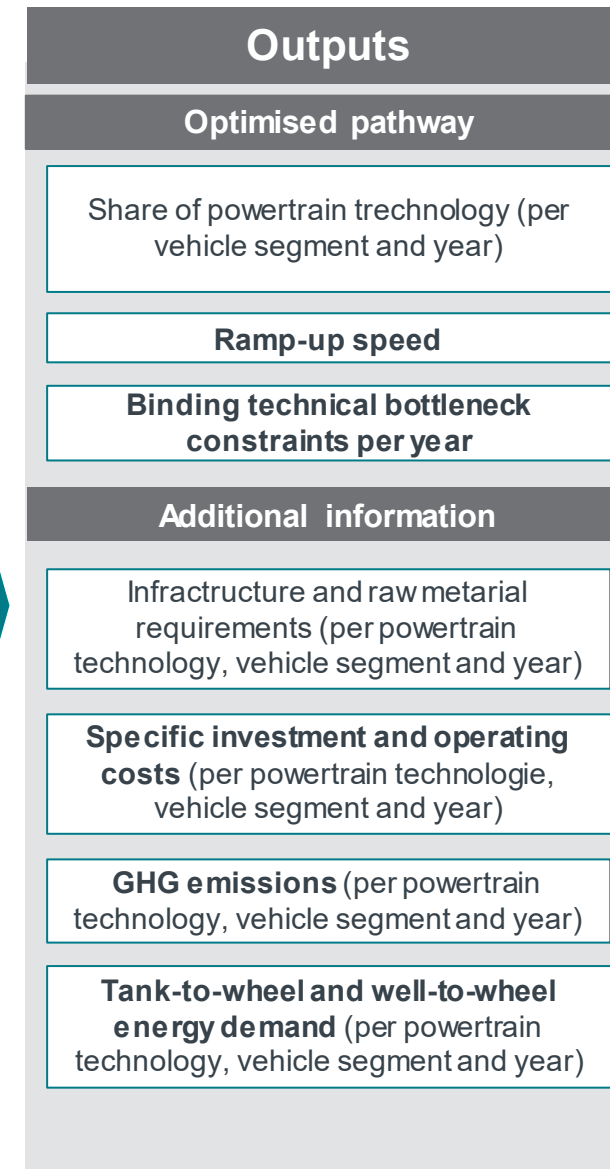 Outputs
Optimised pathway
Share of powertrain trechnology (per
vehicle segment and year)
Ramp-up speed
Binding technical bottleneck
constraints per year
Additional information
Infractructure and raw metarial
requirements (per powertrain
technology, vehicle segment and year)
Specific investment and operating
costs (per powertrain technologie,
vehicle segment and year)
GHG emissions (per powertrain
technology, vehicle segment and year)
Tank-to-wheel and well-to-wheel
energy demand (per powertrain
technology, vehicle segment and year)